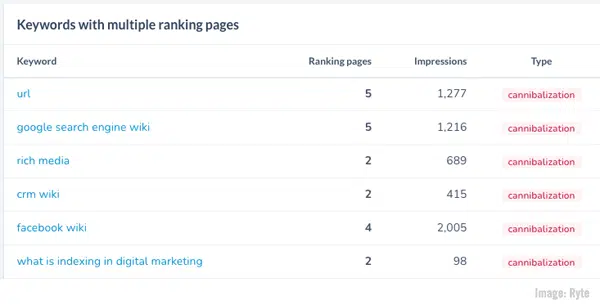 Keywords with multiple ranking pages
Keyword Ranking pages Impressions Type
url 5 1,277 cannibalization
google search engine wiki 5 1,216 cannibalization
rich media 2 689 cannibalization
crm wiki 2 415 cannibalization
facebook wiki 4 2,005 cannibalization
what is indexing in digital marketing 2 98 cannibalization
Image: Ryte